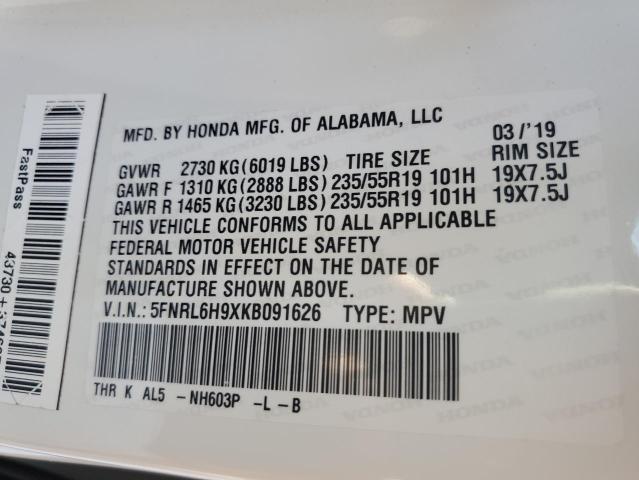 MFD. BY HONDA MFG. OF ALABAMA, LLC 03/'19
GVWR 2730 KG(6019 LBS) TIRE SIZE RIM SIZE
GAWR F 1310 KG(2888 LBS)235/55R19 101H 19X7.5J
GAWR R 1465 KG(3230 LBS)235/55R19 101H 19X7.5J
THIS VEHICLE CONFORMS TO ALL APPLICABLE
FEDERAL MOTOR VEHICLE SAFETY
STANDARDS IN EFFECT ON THE DATE OF
MANUFACTURE SHOWN ABOVE.
V.I.N.: 5FNRL6H9XKB091626 TYPE: MPV
THR K AL5 -NH603P -L -B
FastPass
43730 +